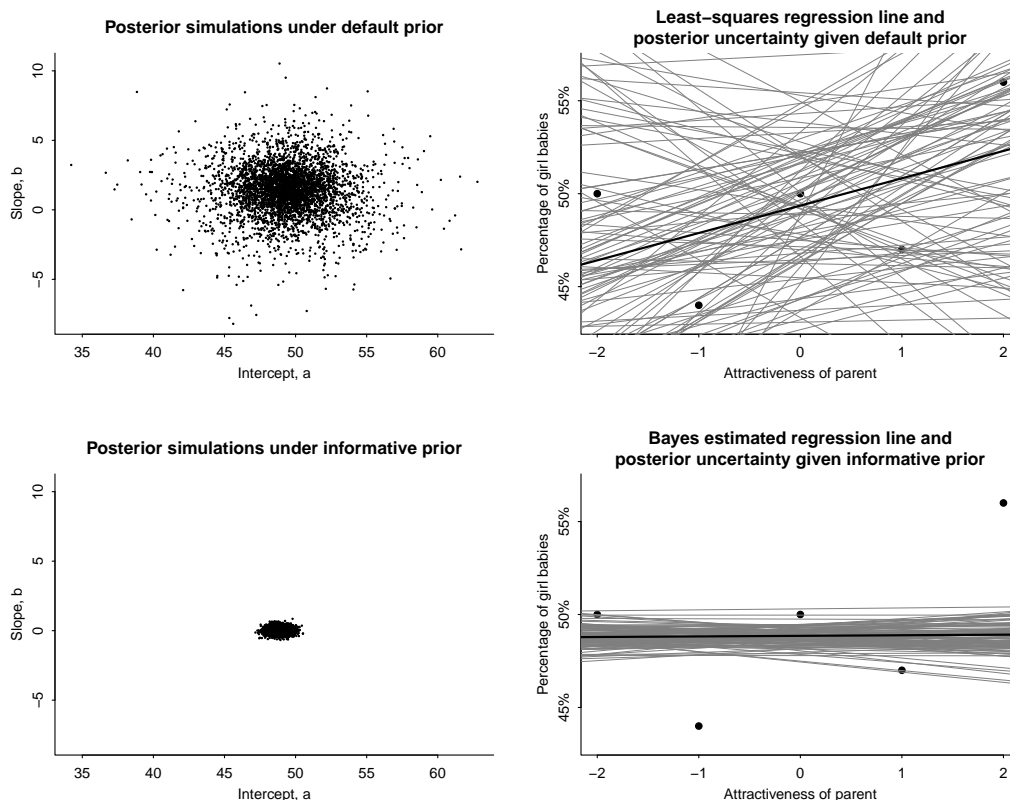 Posterior simulations under default prior
10
5
0
−5
Slope, b
35 40 45 50 55 60
Intercept, a
Least−squares regression line and
posterior uncertainty given default prior
55%
50%
45%
Percentage of girl babies
−2 −1 0 1 2
Attractiveness of parent
Posterior simulations under informative prior
10
5
0
−5
Slope, b
35 40 45 50 55 60
Intercept, a
Bayes estimated regression line and
posterior uncertainty given informative prior
55%
50%
45%
Percentage of girl babies
−2 −1 0 1 2
Attractiveness of parent